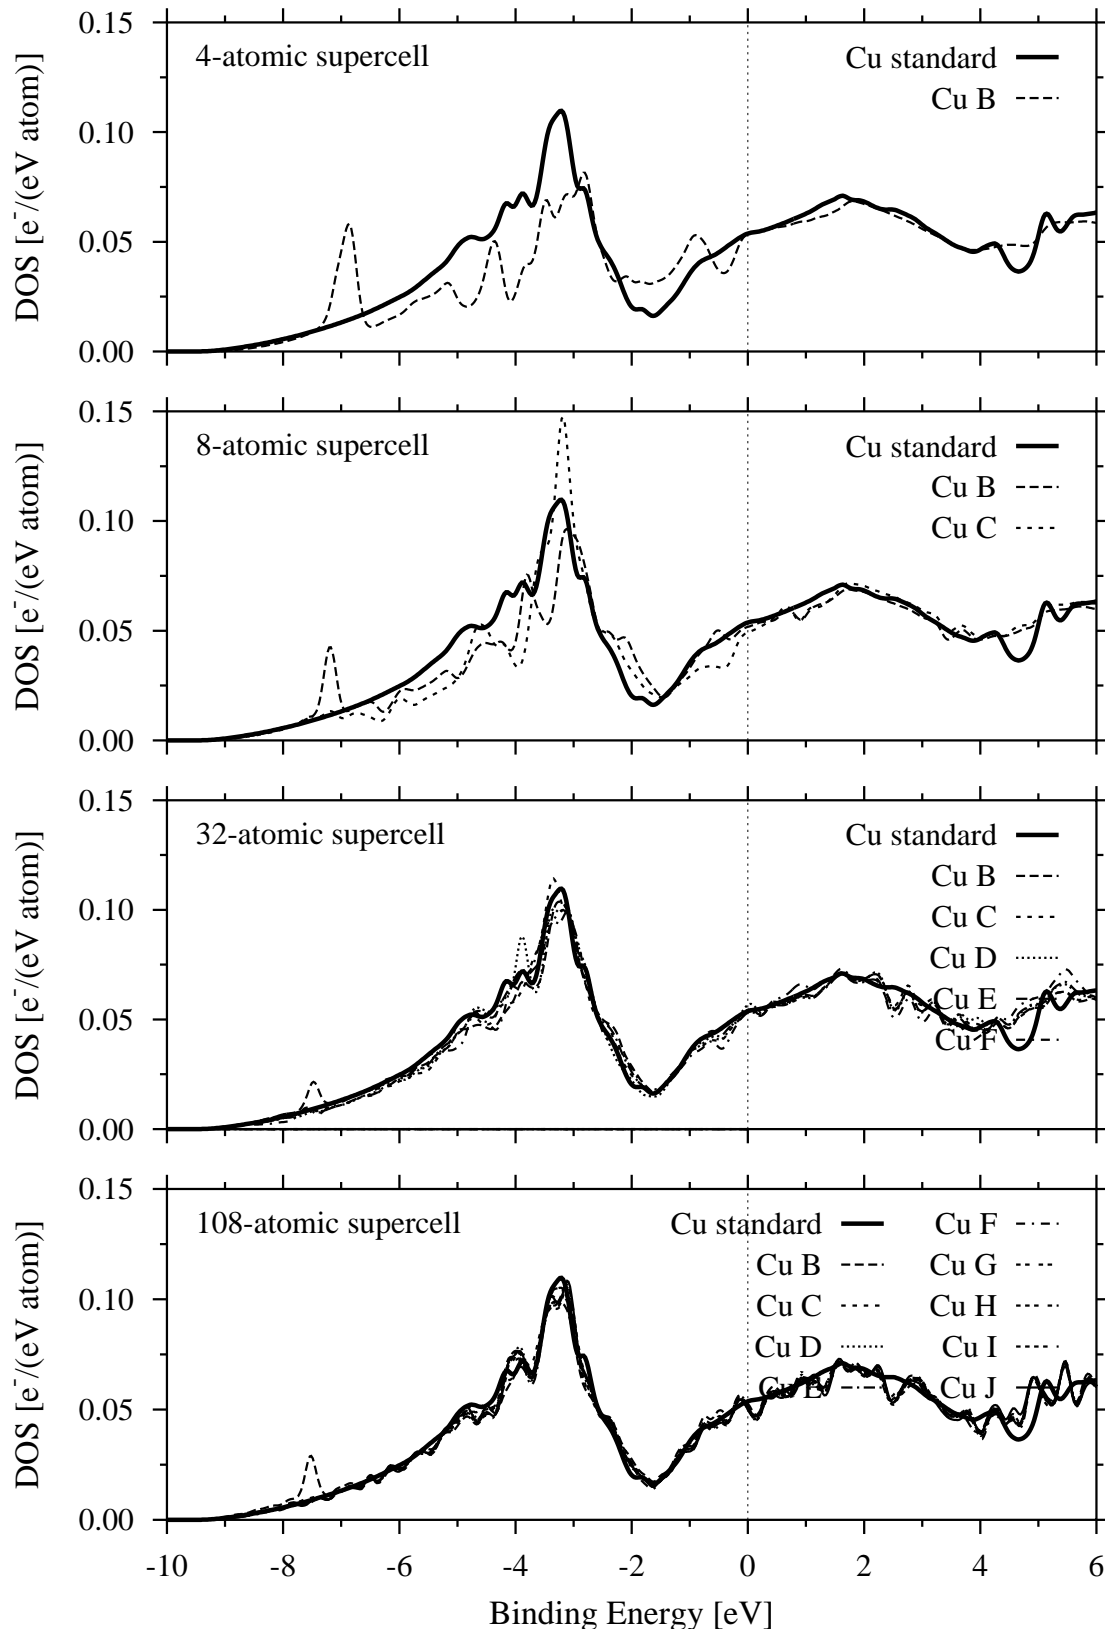 0.15
4-atomic supercell
Cu standard
Cu B
0.10
0.05
0.00
DOS [e⁻/(eV atom)]
0.15
8-atomic supercell
Cu standard
Cu B
Cu C
0.10
0.05
0.00
DOS [e⁻/(eV atom)]
0.15
32-atomic supercell
Cu standard
Cu B
Cu C
Cu D
Cu E
Cu F
0.10
0.05
0.00
DOS [e⁻/(eV atom)]
0.15
108-atomic supercell
Cu standard
Cu B
Cu C
Cu D
Cu E
Cu F
Cu G
Cu H
Cu I
Cu J
0.10
0.05
0.00
DOS [e⁻/(eV atom)]
-10 -8 -6 -4 -2 0 2 4 6
Binding Energy [eV]